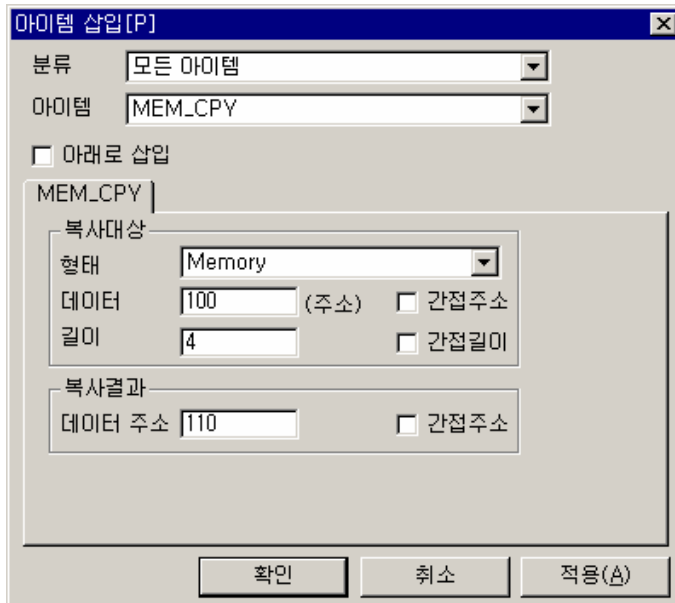 아이템 삽입[P]
분류 모든 아이템
아이템 MEM_CPY
아래로 삽입
MEM_CPY
복사대상
형태 Memory
데이터 100 (주소) 간접주소
길이 4 간접길이
복사결과
데이터 주소 110 간접주소
확인 취소 적용(A)